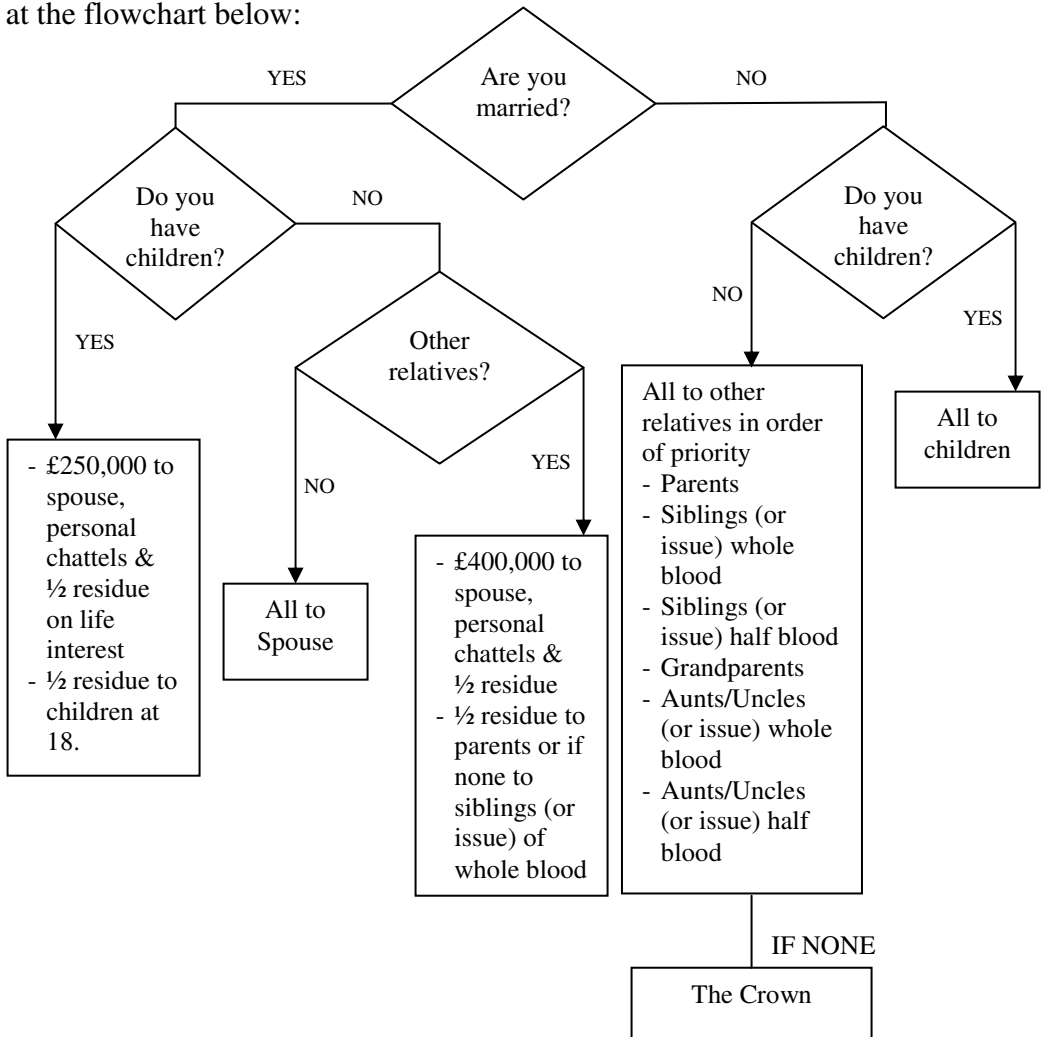 at the flowchart below:
Are you
married?
YES
NO
Do you
have
children?
NO
YES
Other
relatives?
NO
YES
Do you
have
children?
NO
YES
- £250,000 to
spouse,
personal
chattels &
½ residue
on life
interest
- ½ residue to
children at
18.
All to
Spouse
- £400,000 to
spouse,
personal
chattels &
½ residue
- ½ residue to
parents or if
none to
siblings (or
issue) of
whole blood
All to other
relatives in order
of priority
- Parents
- Siblings (or
issue) whole
blood
- Siblings (or
issue) half blood
- Grandparents
- Aunts/Uncles
(or issue) whole
blood
- Aunts/Uncles
(or issue) half
blood
All to
children
IF NONE
The Crown